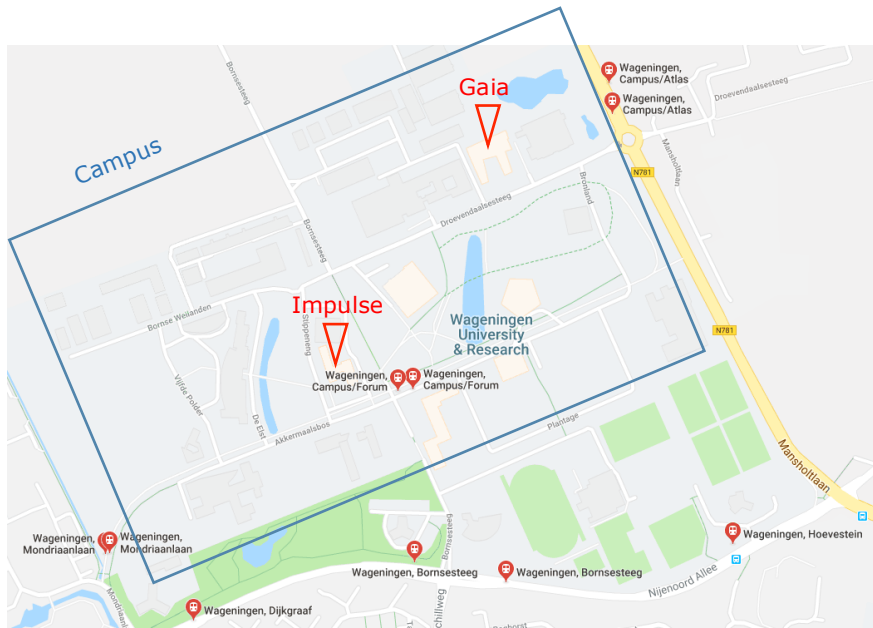 Wageningen,
Campus/Atlas
Wageningen,
Campus/Atlas
Droevendaalsesteeg
Bornsesteeg
Gaia
Campus
Mansholtlaan
N781
Bronland
Droevendaalsesteeg
Bornsesteeg
Impulse
Bornse Weilanden
Stippeneng
Wageningen
University
& Research
N781
Wageningen,
Campus/Forum
Wageningen,
Campus/Forum
Vijfde Polder
De Elst
Akkermaalsbos
Plantage
Mansholtlaan
Wageningen,
Mondriaanlaan
Wageningen,
Mondriaanlaan
Bornsesteeg
Wageningen, Hoevestein
Wageningen, Bornsesteeg
Wageningen, Bornsesteeg
Nijenoord Allee
Wageningen, Dijkgraaf